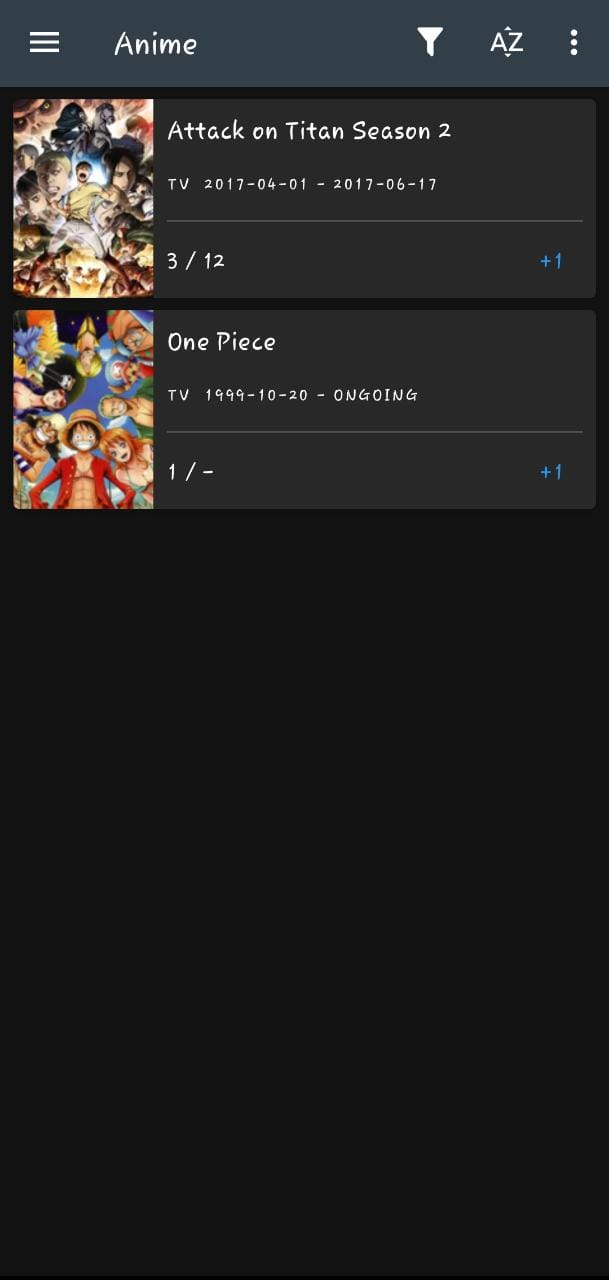 Anime
AZ
Attack on Titan Season 2
TV 2017-04-01 - 2017-06-17
3 / 12
+1
One Piece
TV 1999-10-20 - ONGOING
1 / -
+1